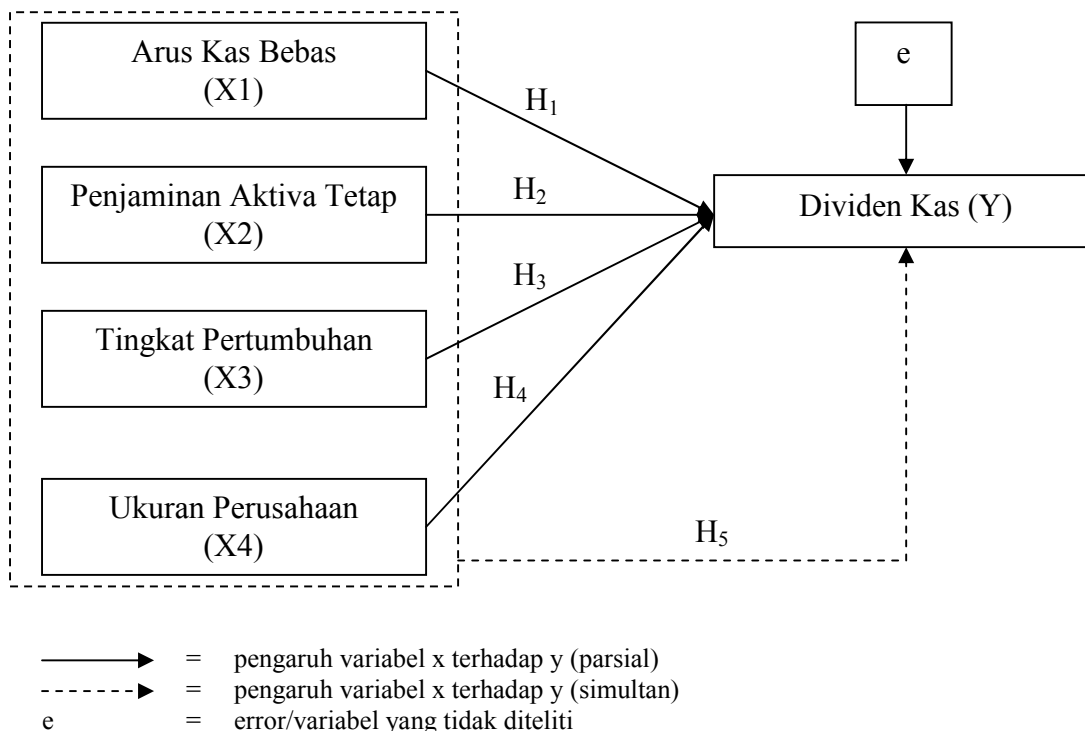 Arus Kas Bebas
(X1)
H₁
e
Penjaminan Aktiva Tetap
(X2)
H₂
Dividen Kas (Y)
H₃
Tingkat Pertumbuhan
(X3)
H₄
Ukuran Perusahaan
(X4)
H₅
= pengaruh variabel x terhadap y (parsial)
= pengaruh variabel x terhadap y (simultan)
e = error/variabel yang tidak diteliti